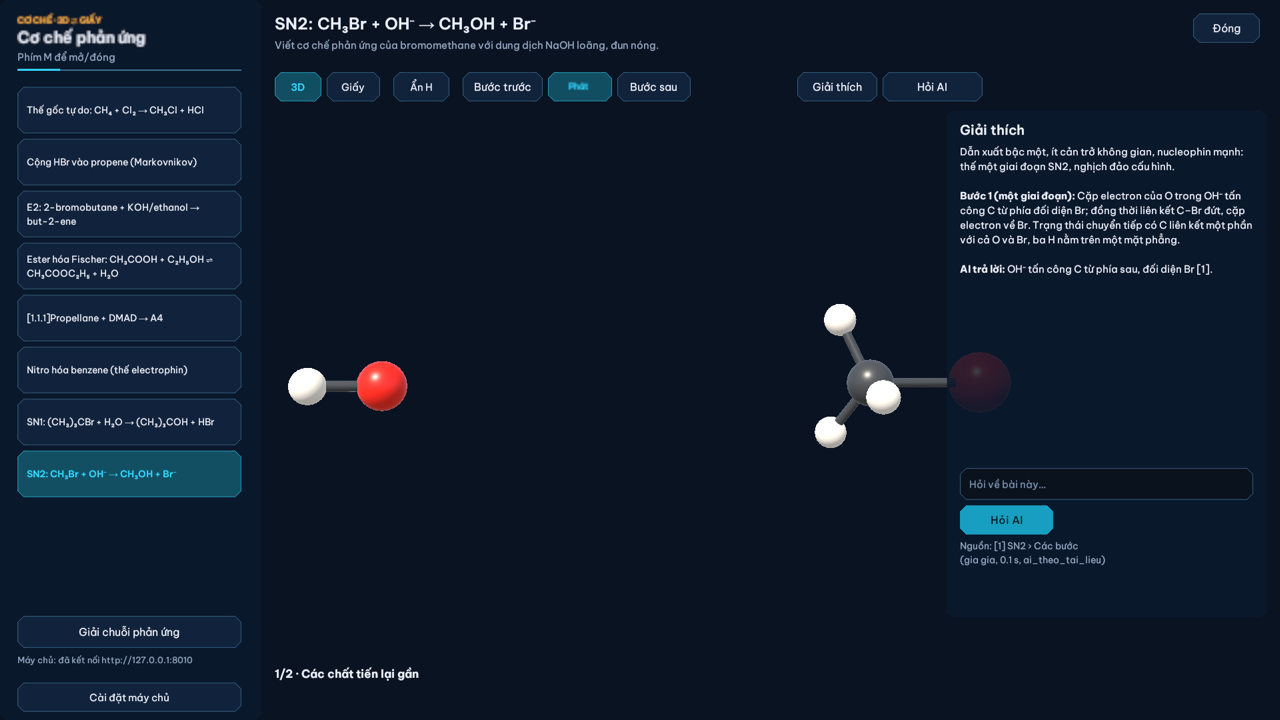 CƠ CHẾ · 3D ⇄ GIẤY
Cơ chế phản ứng
Phím M để mở/đóng
Thế gốc tự do: CH₄ + Cl₂ → CH₃Cl + HCl
Cộng HBr vào propene (Markovnikov)
E2: 2-bromobutane + KOH/ethanol →
but-2-ene
Ester hóa Fischer: CH₃COOH + C₂H₅OH ⇌
CH₃COOC₂H₅ + H₂O
[1.1.1]Propellane + DMAD → A4
Nitro hóa benzene (thế electrophin)
SN1: (CH₃)₃CBr + H₂O → (CH₃)₃COH + HBr
SN2: CH₃Br + OH⁻ → CH₃OH + Br⁻
Giải chuỗi phản ứng
Máy chủ: đã kết nối http://127.0.0.1:8010
Cài đặt máy chủ
SN2: CH₃Br + OH⁻ → CH₃OH + Br⁻
Viết cơ chế phản ứng của bromomethane với dung dịch NaOH loãng, đun nóng.
Đóng
3D
Giấy
Ẩn H
Bước trước
Phát
Bước sau
Giải thích
Hỏi AI
Giải thích
Dẫn xuất bậc một, ít cản trở không gian, nucleophin mạnh:
thế một giai đoạn SN2, nghịch đảo cấu hình.
Bước 1 (một giai đoạn): Cặp electron của O trong OH⁻ tấn
công C từ phía đối diện Br; đồng thời liên kết C–Br đứt, cặp
electron về Br. Trạng thái chuyển tiếp có C liên kết một phần
với cả O và Br, ba H nằm trên một mặt phẳng.
AI trả lời: OH⁻ tấn công C từ phía sau, đối diện Br [1].
Hỏi về bài này...
Hỏi AI
Nguồn: [1] SN2 › Các bước
(gia gia, 0.1 s, ai_theo_tai_lieu)
1/2 · Các chất tiến lại gần